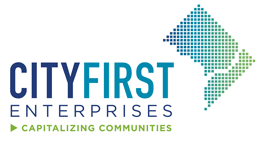 CITYFIRST
ENTERPRISES
CAPITALIZING COMMUNITIES